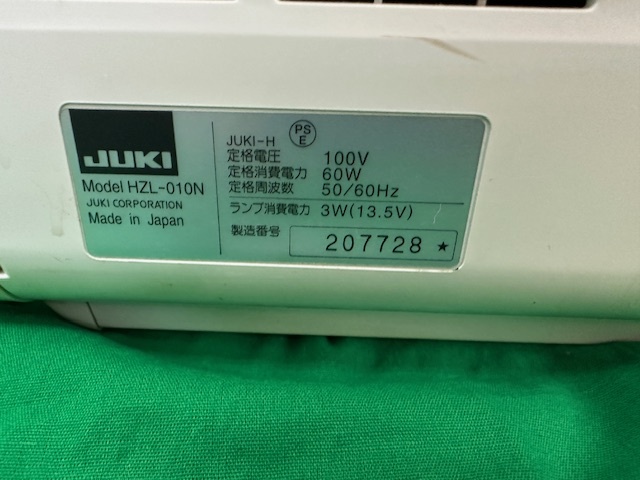 JUKI
Model HZL-010N
JUKI CORPORATION
Made in Japan
PS
E
JUKI-H
定格電圧 100V
定格消費電力 60W
定格周波数 50/60Hz
ランプ消費電力 3W(13.5V)
製造番号 207728 ★